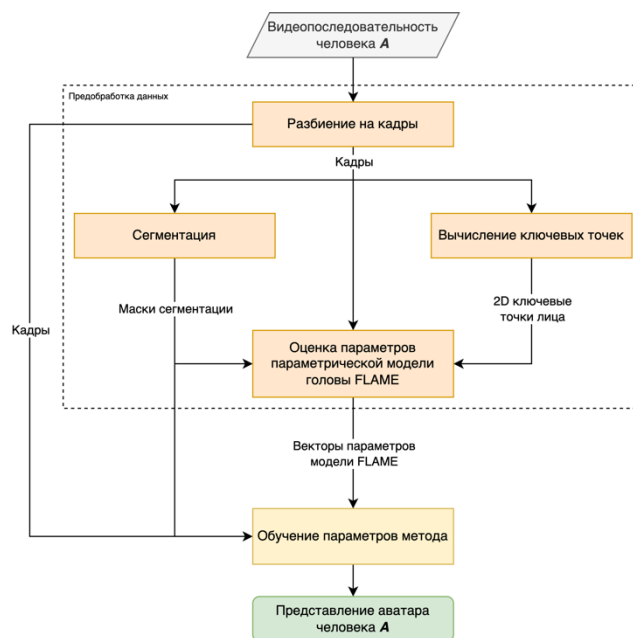 Видеопоследовательность
человека A
Предобработка данных
Разбиение на кадры
Кадры
Сегментация
Вычисление ключевых точек
Маски сегментации
2D ключевые
точки лица
Кадры
Оценка параметров
параметрической модели
головы FLAME
Векторы параметров
модели FLAME
Обучение параметров метода
Представление аватара
человека A